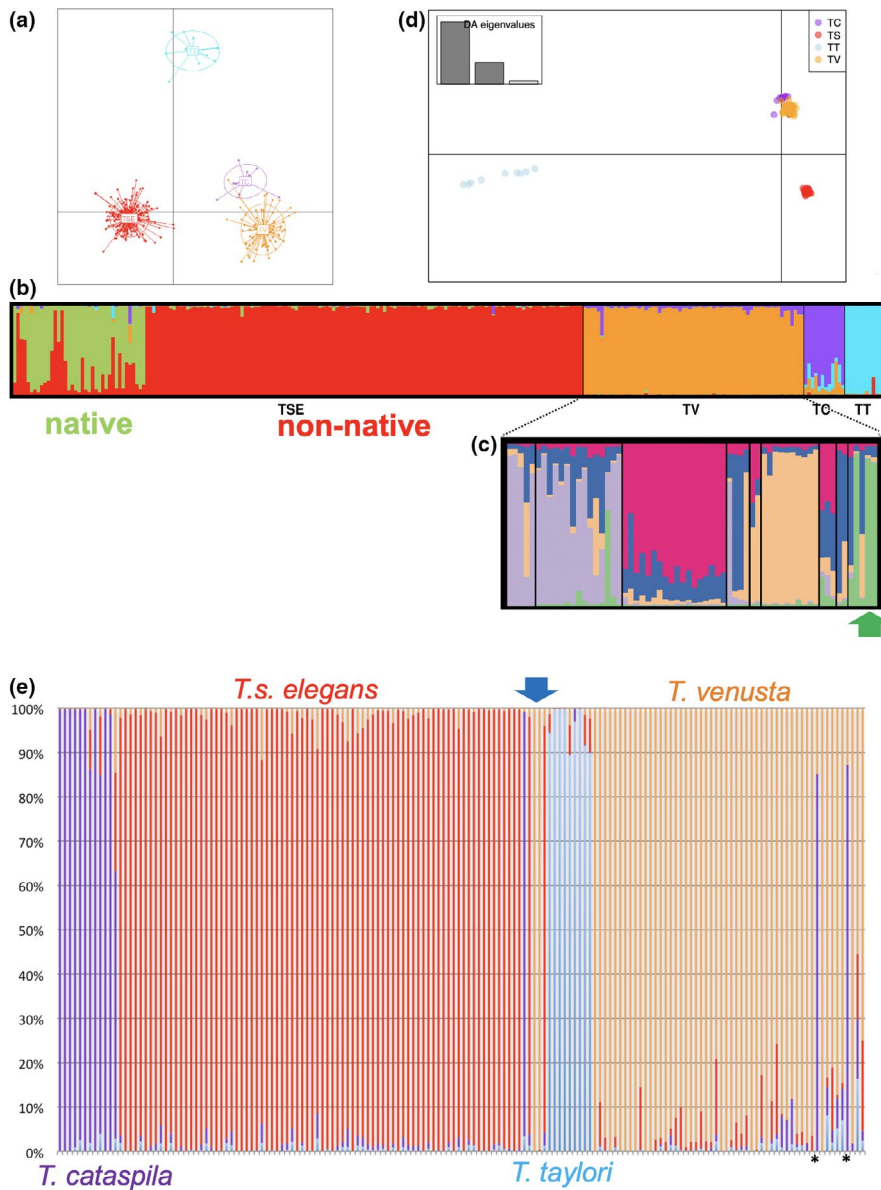 (a)
TT
TC
TSE
TV
(d)
DA eigenvalues
TC
TS
TT
TV
(b)
TSE
TV
TC
TT
native
non-native
(c)
(e)
T.s. elegans
T. venusta
100%
90%
80%
70%
60%
50%
40%
30%
20%
10%
0%
* *
T. cataspila
T. taylori